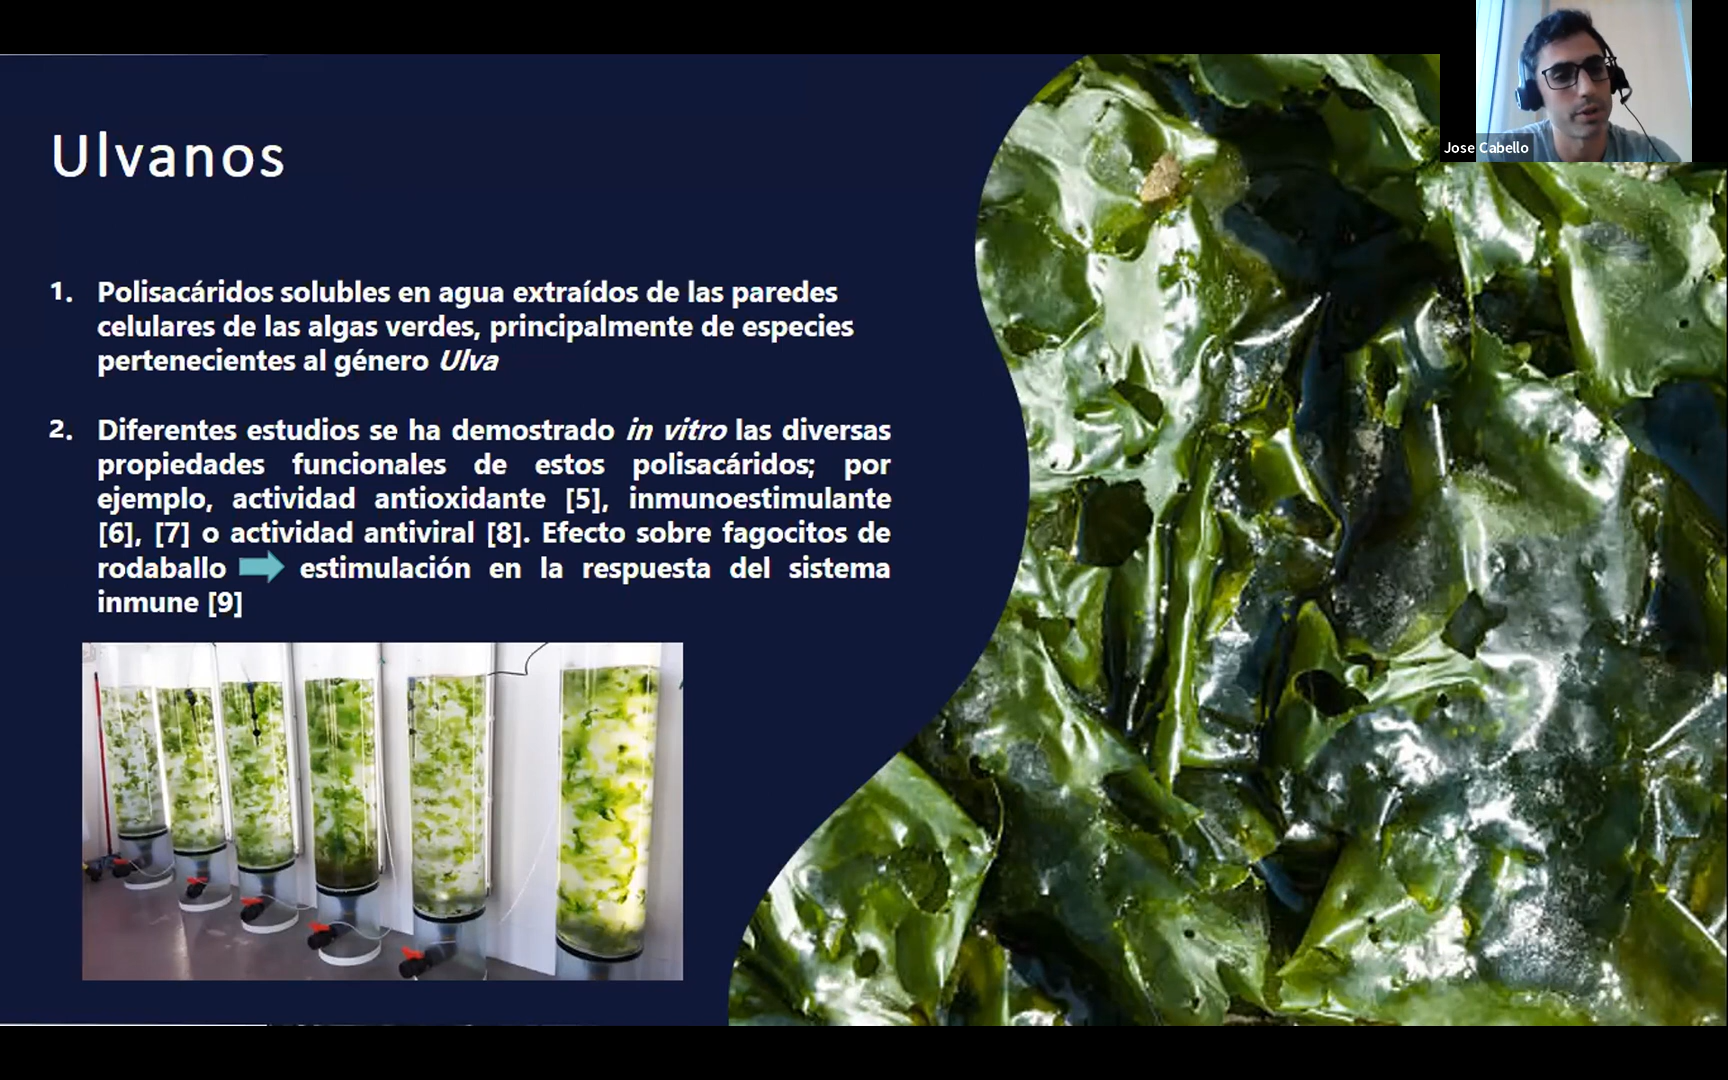 Jose Cabello
Ulvanos
1. Polisacáridos solubles en agua extraídos de las paredes
celulares de las algas verdes, principalmente de especies
pertenecientes al género Ulva
2. Diferentes estudios se ha demostrado in vitro las diversas
propiedades funcionales de estos polisacáridos; por
ejemplo, actividad antioxidante [5], inmunoestimulante
[6], [7] o actividad antiviral [8]. Efecto sobre fagocitos de
rodaballo estimulación en la respuesta del sistema
inmune [9]